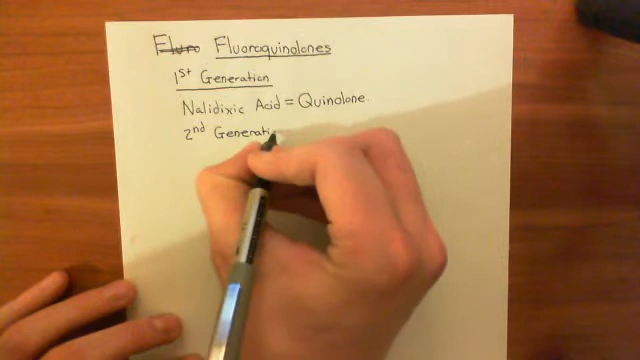 Fluro Fluoroquinolones
1st Generation
Nalidixic Acid = Quinolone.
2nd Generati